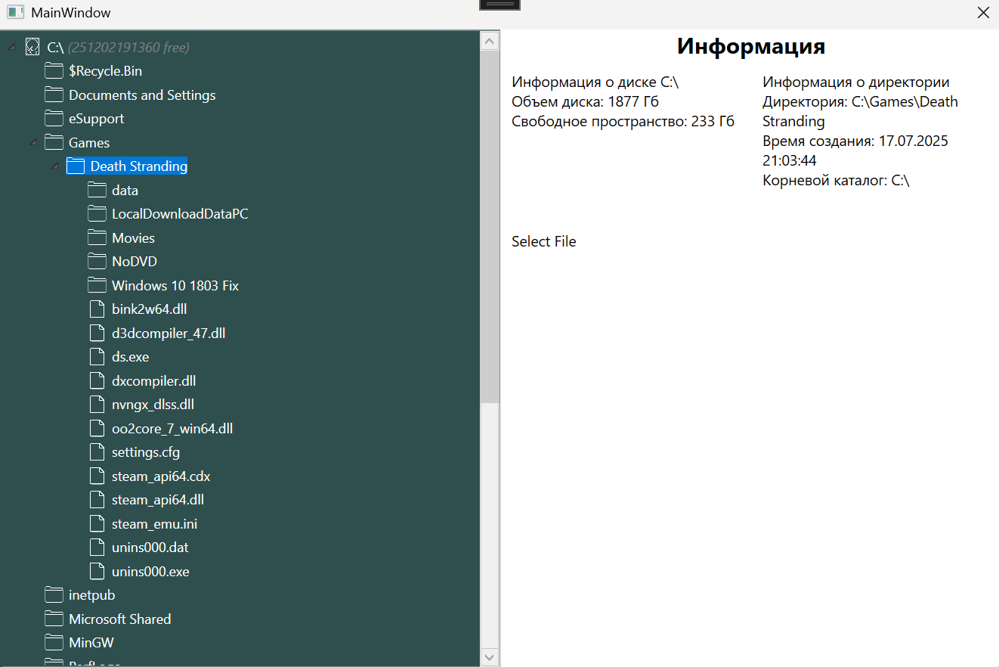 MainWindow
C:\ (251202191360 free)
$Recycle.Bin
Documents and Settings
eSupport
Games
Death Stranding
data
LocalDownloadDataPC
Movies
NoDVD
Windows 10 1803 Fix
bink2w64.dll
d3dcompiler_47.dll
ds.exe
dxcompiler.dll
nvngx_dlss.dll
oo2core_7_win64.dll
settings.cfg
steam_api64.cdx
steam_api64.dll
steam_emu.ini
unins000.dat
unins000.exe
inetpub
Microsoft Shared
MinGW
Информация
Информация о диске C:\
Объем диска: 1877 Гб
Свободное пространство: 233 Гб
Информация о директории
Директория: C:\Games\Death
Stranding
Время создания: 17.07.2025
21:03:44
Корневой каталог: C:\
Select File